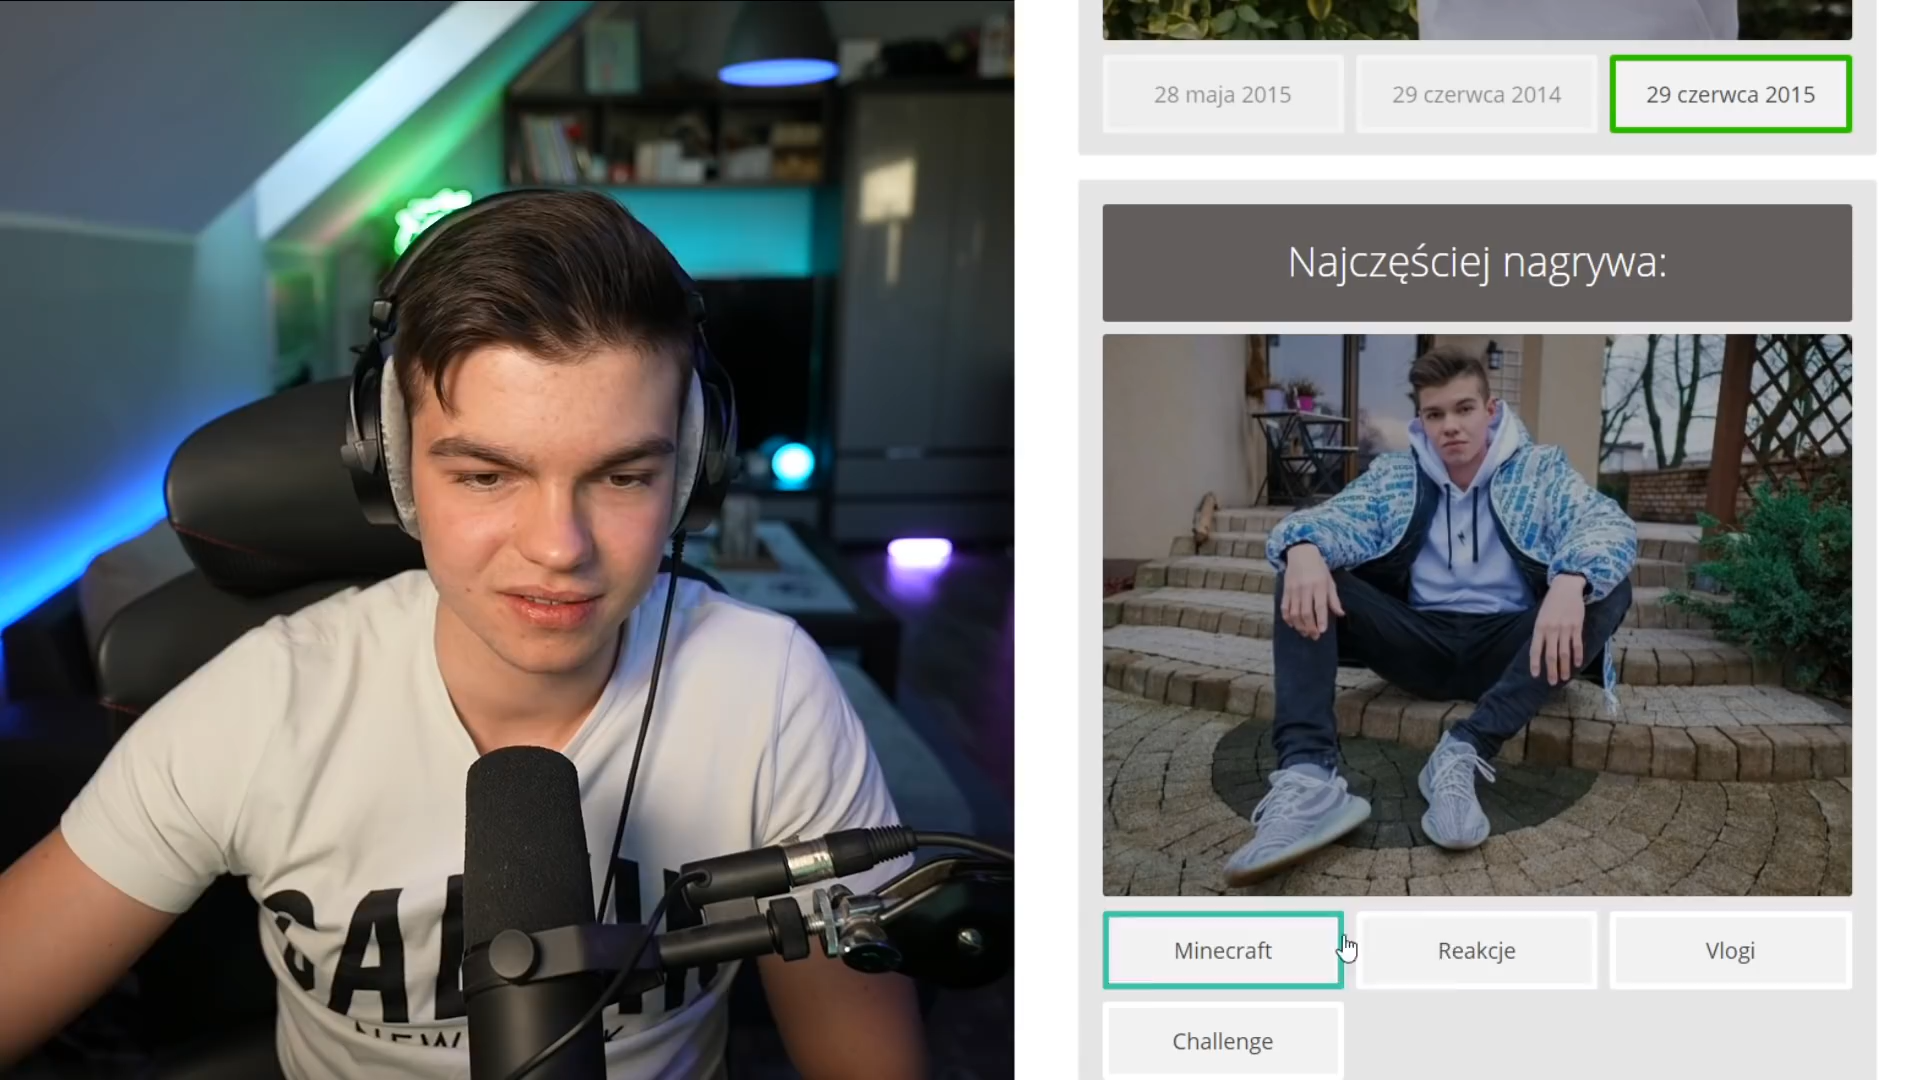 28 maja 2015
29 czerwca 2014
29 czerwca 2015
Najczęściej nagrywa:
Minecraft
Reakcje
Vlogi
Challenge